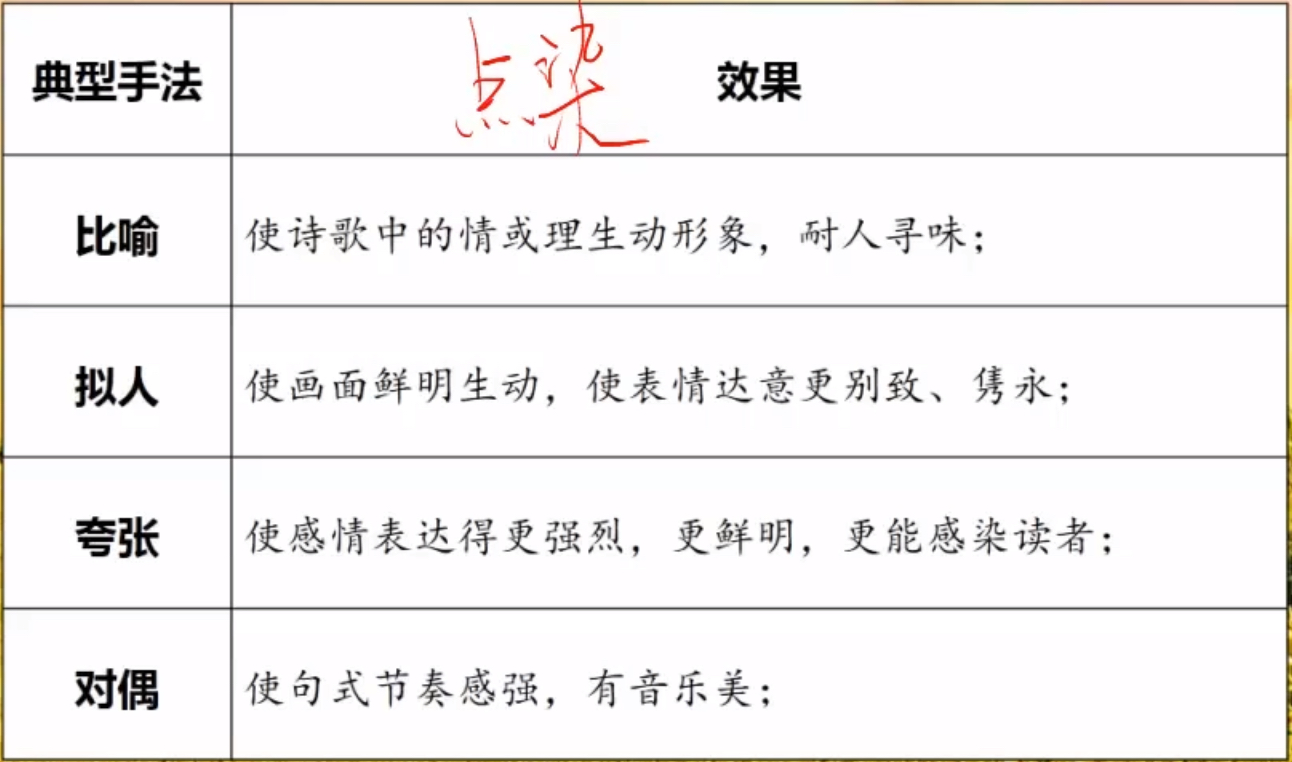 典型手法 点染 效果
比喻 使诗歌中的情或理生动形象，耐人寻味；
拟人 使画面鲜明生动，使表情达意更别致、隽永；
夸张 使感情表达得更强烈，更鲜明，更能感染读者；
对偶 使句式节奏感强，有音乐美；